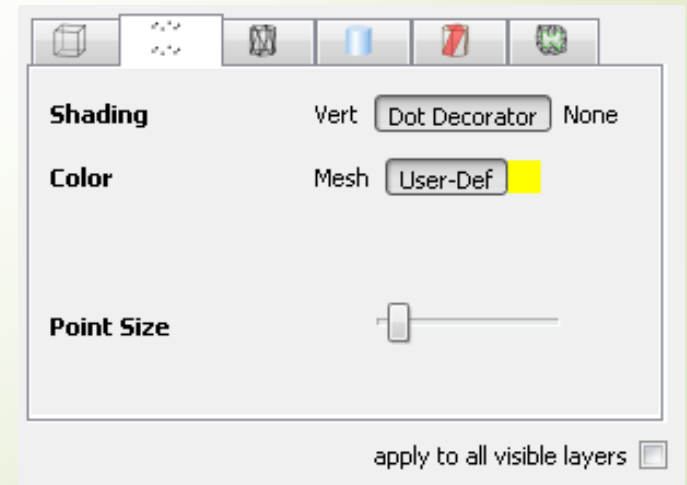 Shading Vert Dot Decorator None
Color Mesh User-Def
Point Size
apply to all visible layers